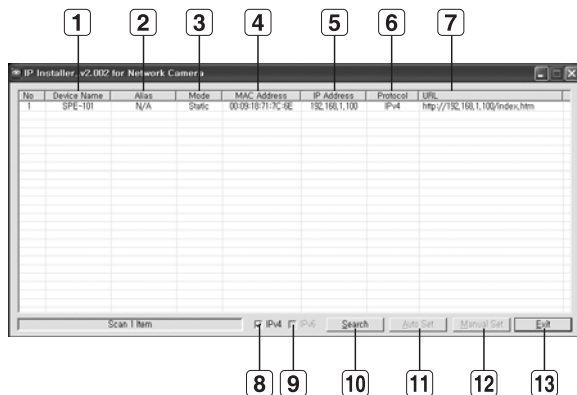 1 2 3 4 5 6 7
IP Installer. v2.002 for Network Camera
No Device Name Alias Mode MAC Address IP Address Protocol URL
1 SPE-101 N/A Static 00:09:18:71:7C:6E 192,168,1,100 IPv4 http://192,168,1,100/index,htm
Scan 1 Item IPv4 IPv6 Search Auto Set Manual Set Exit
8 9 10 11 12 13